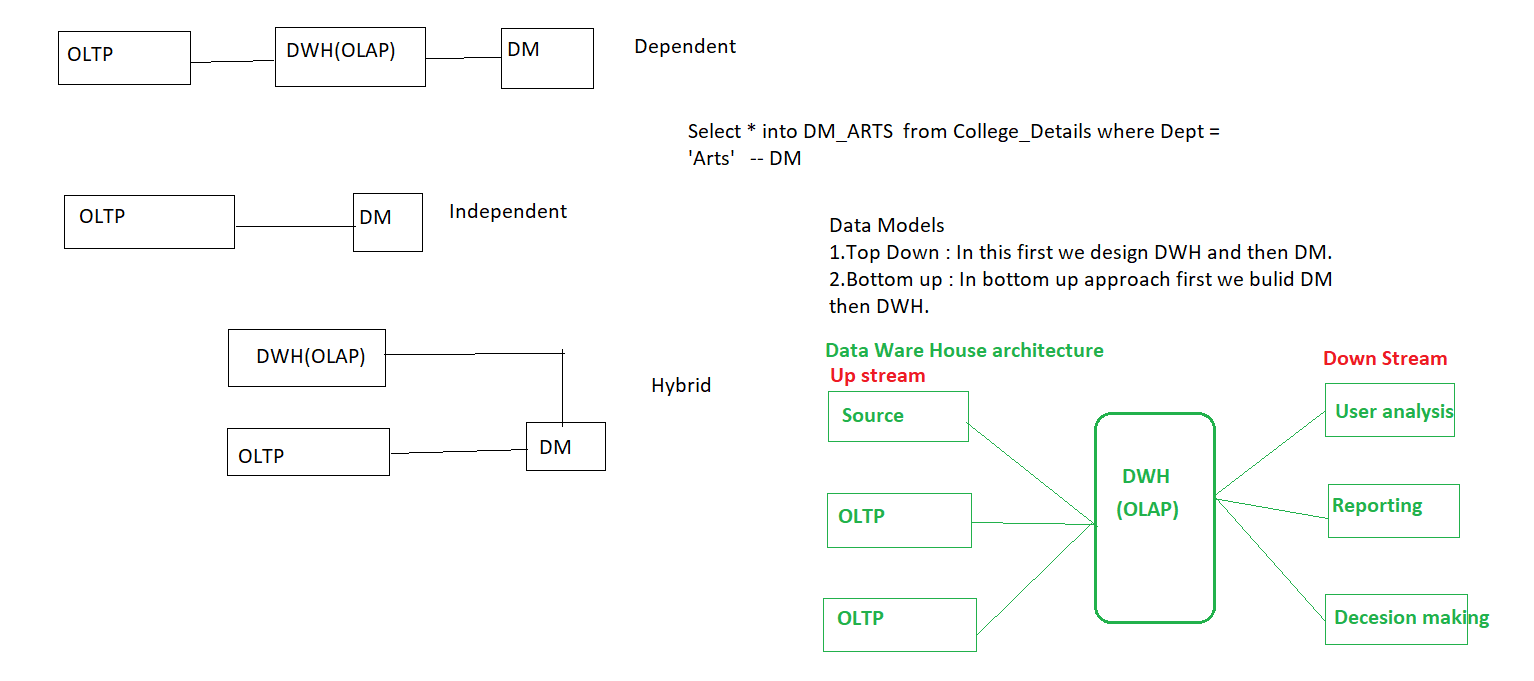 OLTP
DWH(OLAP)
DM
Dependent
Select * into DM_ARTS from College_Details where Dept =
'Arts' -- DM
OLTP
DM
Independent
Data Models
1.Top Down : In this first we design DWH and then DM.
2.Bottom up : In bottom up approach first we bulid DM
then DWH.
DWH(OLAP)
Hybrid
OLTP
DM
Data Ware House architecture
Up stream
Down Stream
Source
OLTP
OLTP
DWH
(OLAP)
User analysis
Reporting
Decesion making